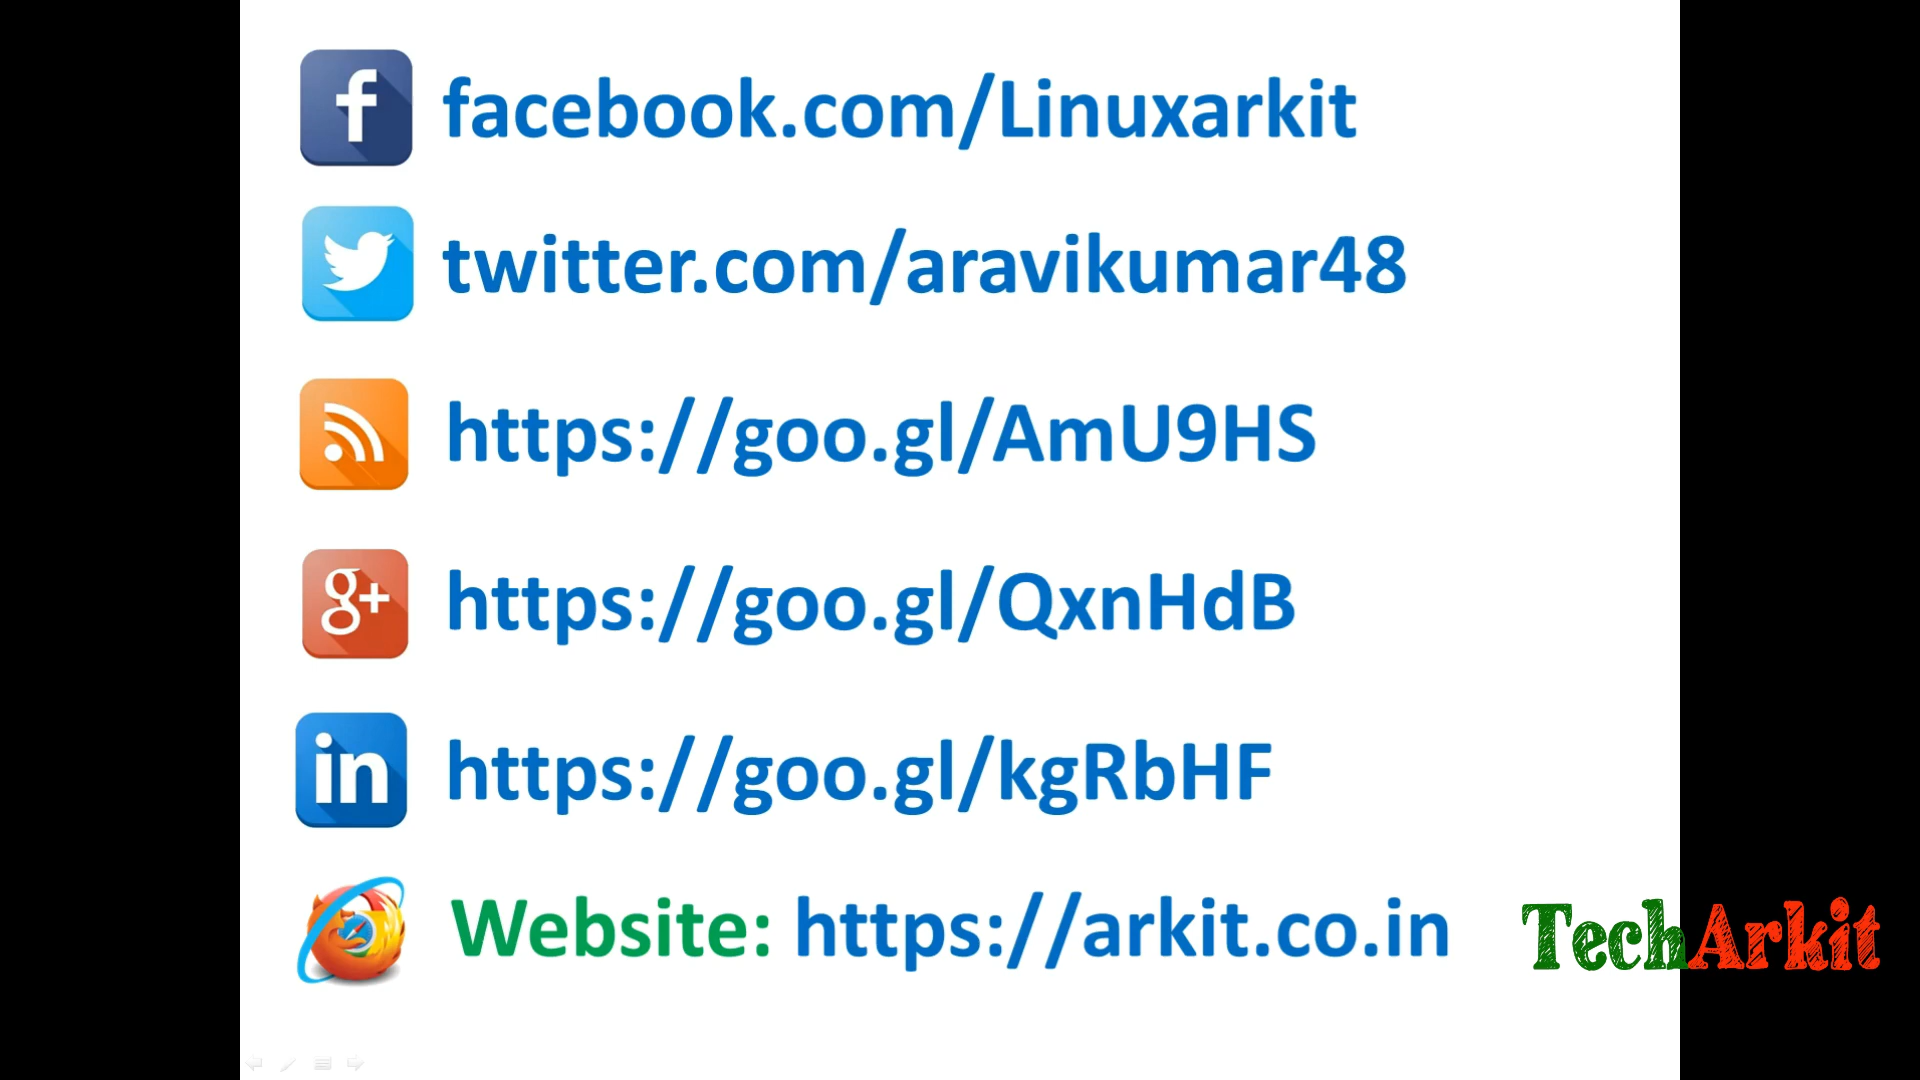 facebook.com/Linuxarkit
twitter.com/aravikumar48
https://goo.gl/AmU9HS
https://goo.gl/QxnHdB
https://goo.gl/kgRbHF
Website: https://arkit.co.in
TechArkit